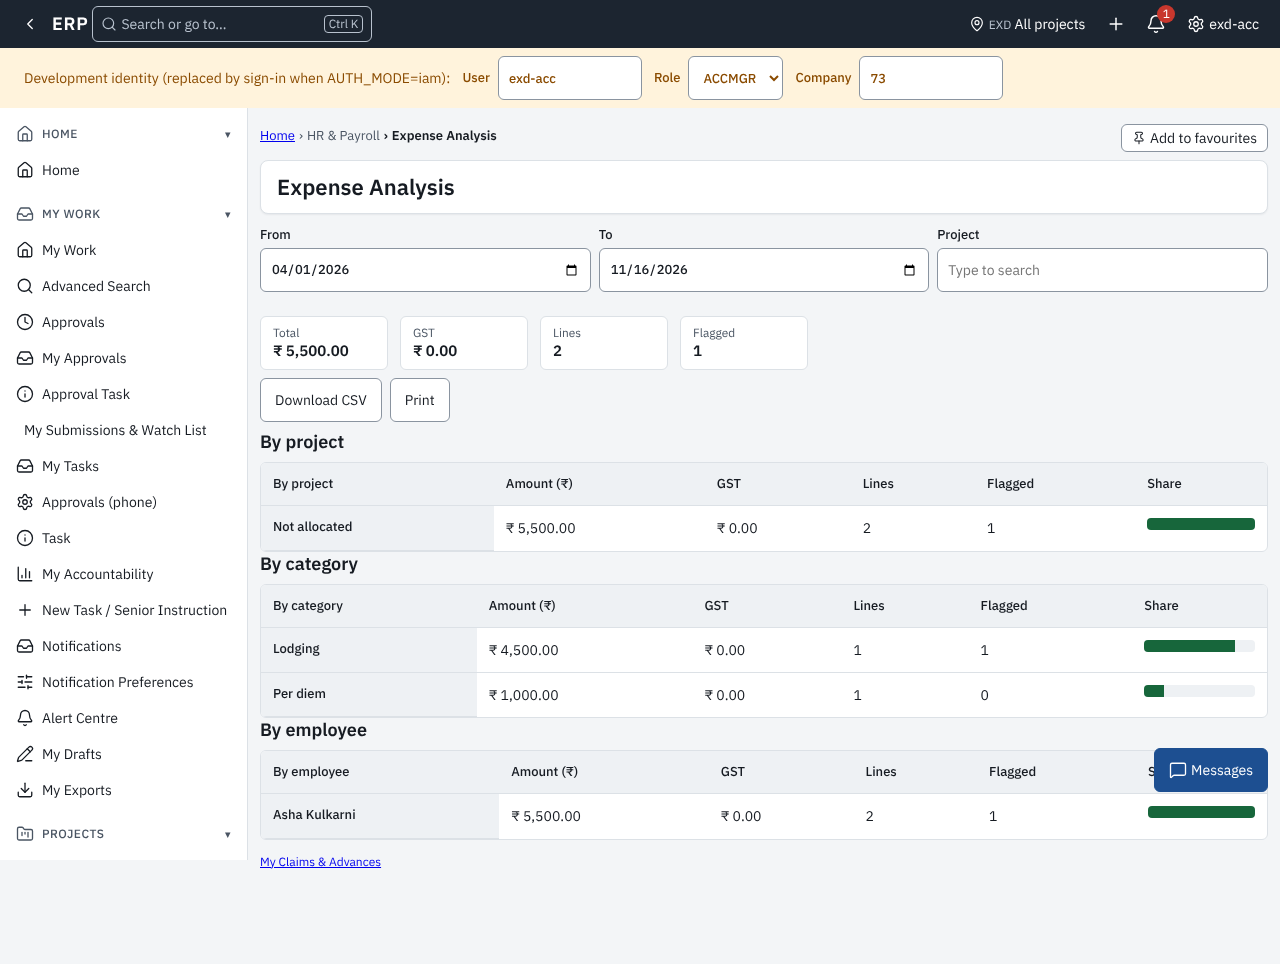 ERP
Search or go to...
Ctrl K
EXD All projects
1
exd-acc
Development identity (replaced by sign-in when AUTH_MODE=iam): User exd-acc Role ACCMGR Company 73
HOME
Home
MY WORK
My Work
Advanced Search
Approvals
My Approvals
Approval Task
My Submissions & Watch List
My Tasks
Approvals (phone)
Task
My Accountability
New Task / Senior Instruction
Notifications
Notification Preferences
Alert Centre
My Drafts
My Exports
PROJECTS
Home › HR & Payroll › Expense Analysis
Add to favourites
Expense Analysis
From To Project
04/01/2026 11/16/2026 Type to search
Total GST Lines Flagged
₹ 5,500.00 ₹ 0.00 2 1
Download CSV Print
By project
By project Amount (₹) GST Lines Flagged Share
Not allocated ₹ 5,500.00 ₹ 0.00 2 1
By category
By category Amount (₹) GST Lines Flagged Share
Lodging ₹ 4,500.00 ₹ 0.00 1 1
Per diem ₹ 1,000.00 ₹ 0.00 1 0
By employee
By employee Amount (₹) GST Lines Flagged
Messages
Asha Kulkarni ₹ 5,500.00 ₹ 0.00 2 1
My Claims & Advances